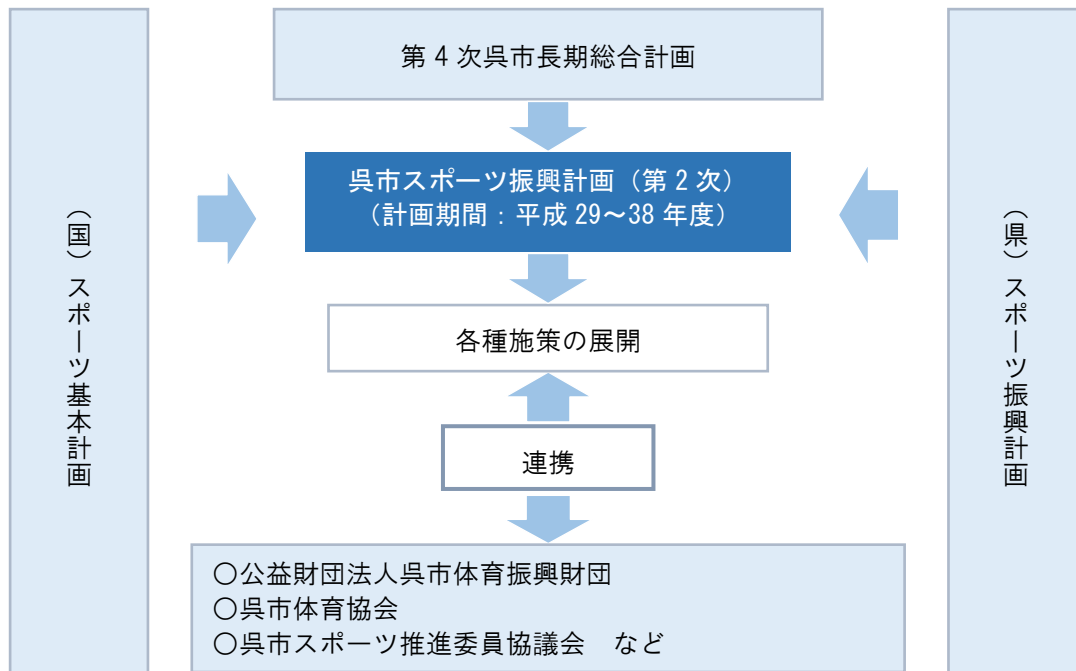 第４次呉市長期総合計画
呉市スポーツ振興計画（第２次）
（計画期間：平成 29～38 年度）
（国）スポーツ基本計画
（県）スポーツ振興計画
各種施策の展開
連携
○公益財団法人呉市体育振興財団
○呉市体育協会
○呉市スポーツ推進委員協議会　など